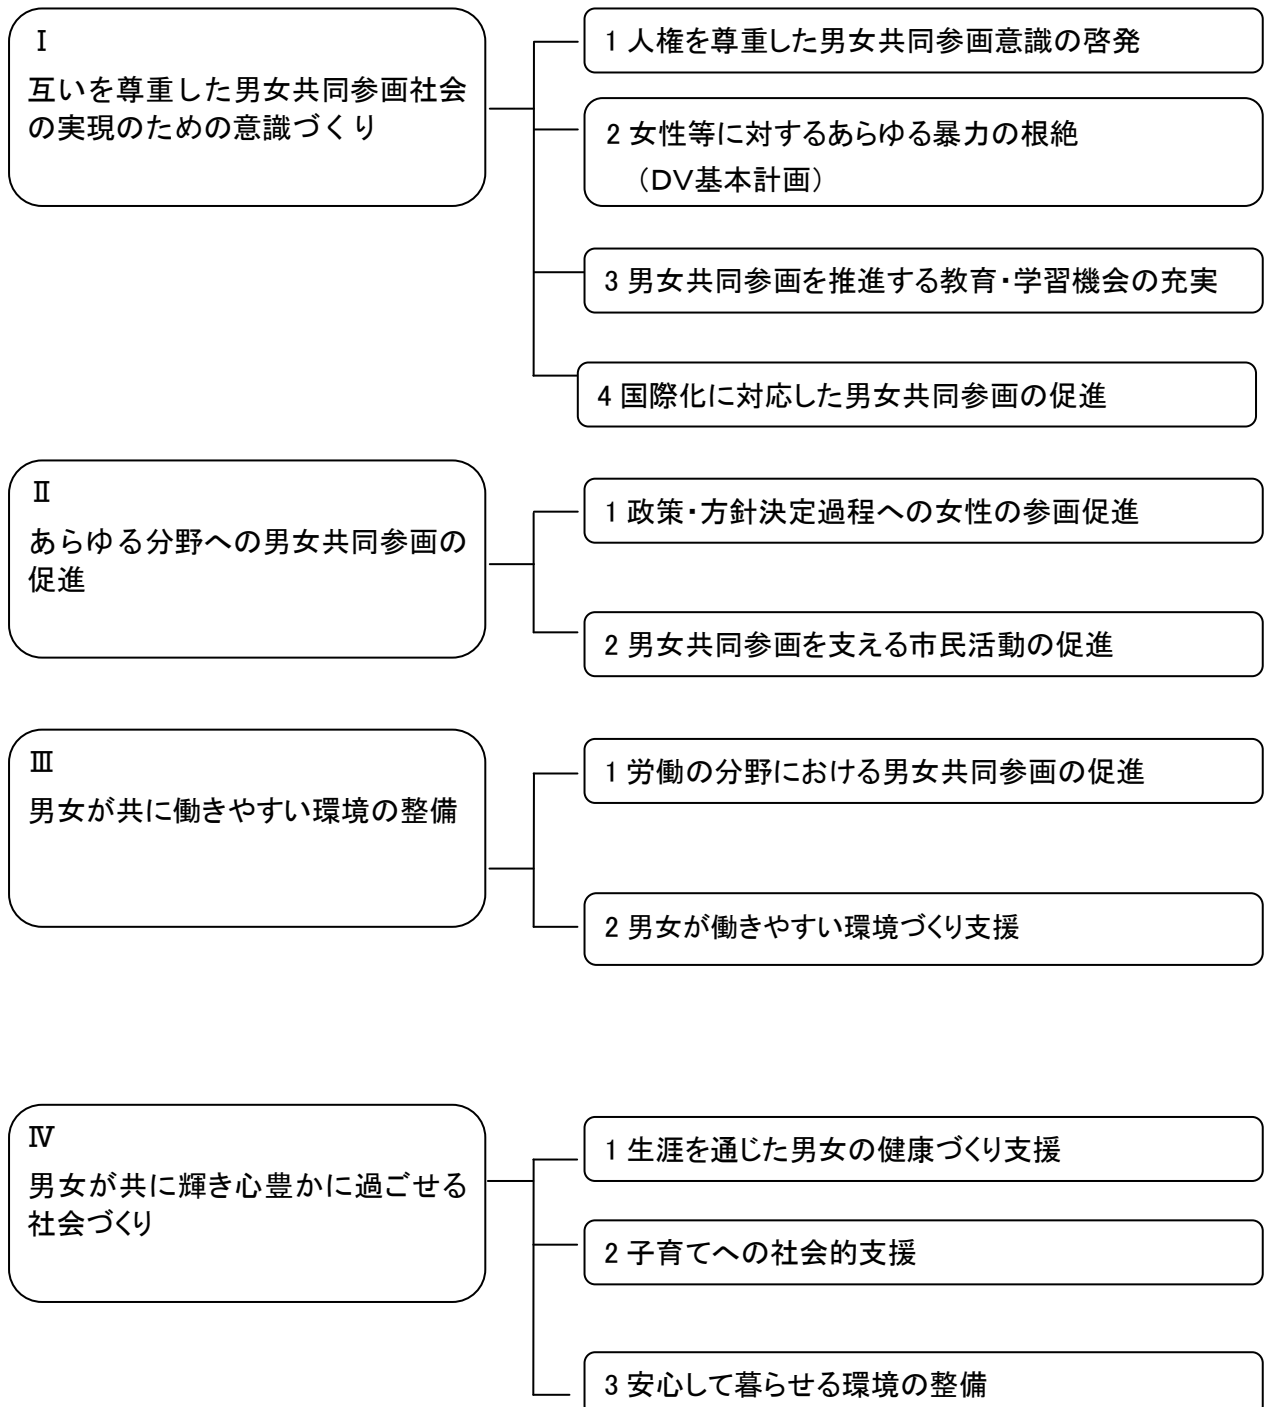 Ⅰ
互いを尊重した男女共同参画社会
の実現のための意識づくり
1 人権を尊重した男女共同参画意識の啓発
2 女性等に対するあらゆる暴力の根絶
（DV基本計画）
3 男女共同参画を推進する教育・学習機会の充実
4 国際化に対応した男女共同参画の促進
Ⅱ
あらゆる分野への男女共同参画の
促進
1 政策・方針決定過程への女性の参画促進
2 男女共同参画を支える市民活動の促進
Ⅲ
男女が共に働きやすい環境の整備
1 労働の分野における男女共同参画の促進
2 男女が働きやすい環境づくり支援
Ⅳ
男女が共に輝き心豊かに過ごせる
社会づくり
1 生涯を通じた男女の健康づくり支援
2 子育てへの社会的支援
3 安心して暮らせる環境の整備